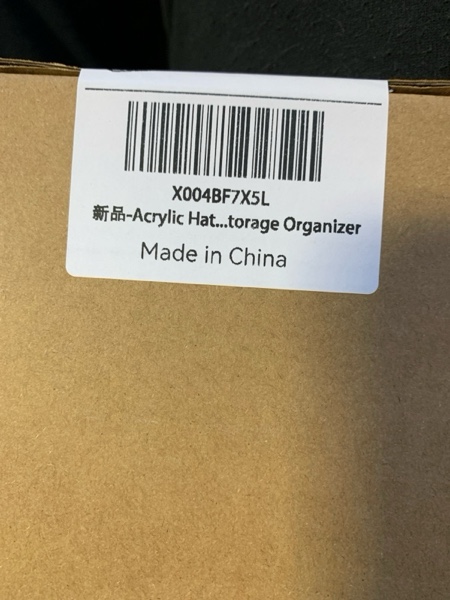 X004BF7X5L
新品-Acrylic Hat...torage Organizer
Made in China